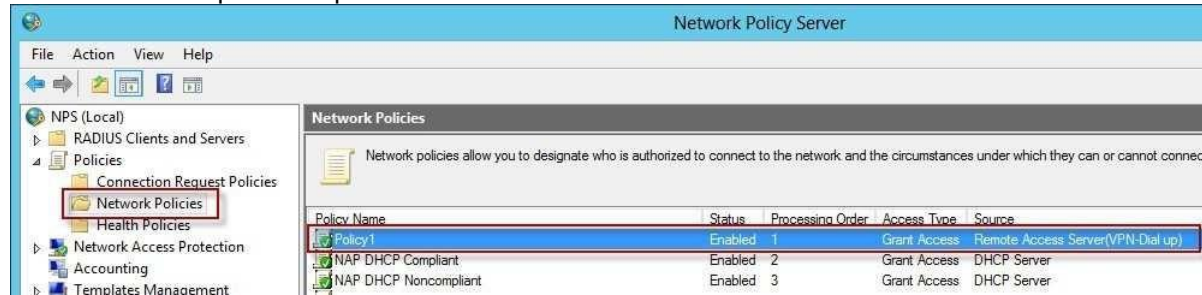 Network Policy Server
File Action View Help
NPS (Local)
RADIUS Clients and Servers
Policies
Connection Request Policies
Network Policies
Health Policies
Network Access Protection
Accounting
Templates Management
Network Policies
Network policies allow you to designate who is authorized to connect to the network and the circumstances under which they can or cannot connec
Policy Name Status Processing Order Access Type Source
Policy1 Enabled 1 Grant Access Remote Access Server(VPN-Dial up)
NAP DHCP Compliant Enabled 2 Grant Access DHCP Server
NAP DHCP Noncompliant Enabled 3 Grant Access DHCP Server